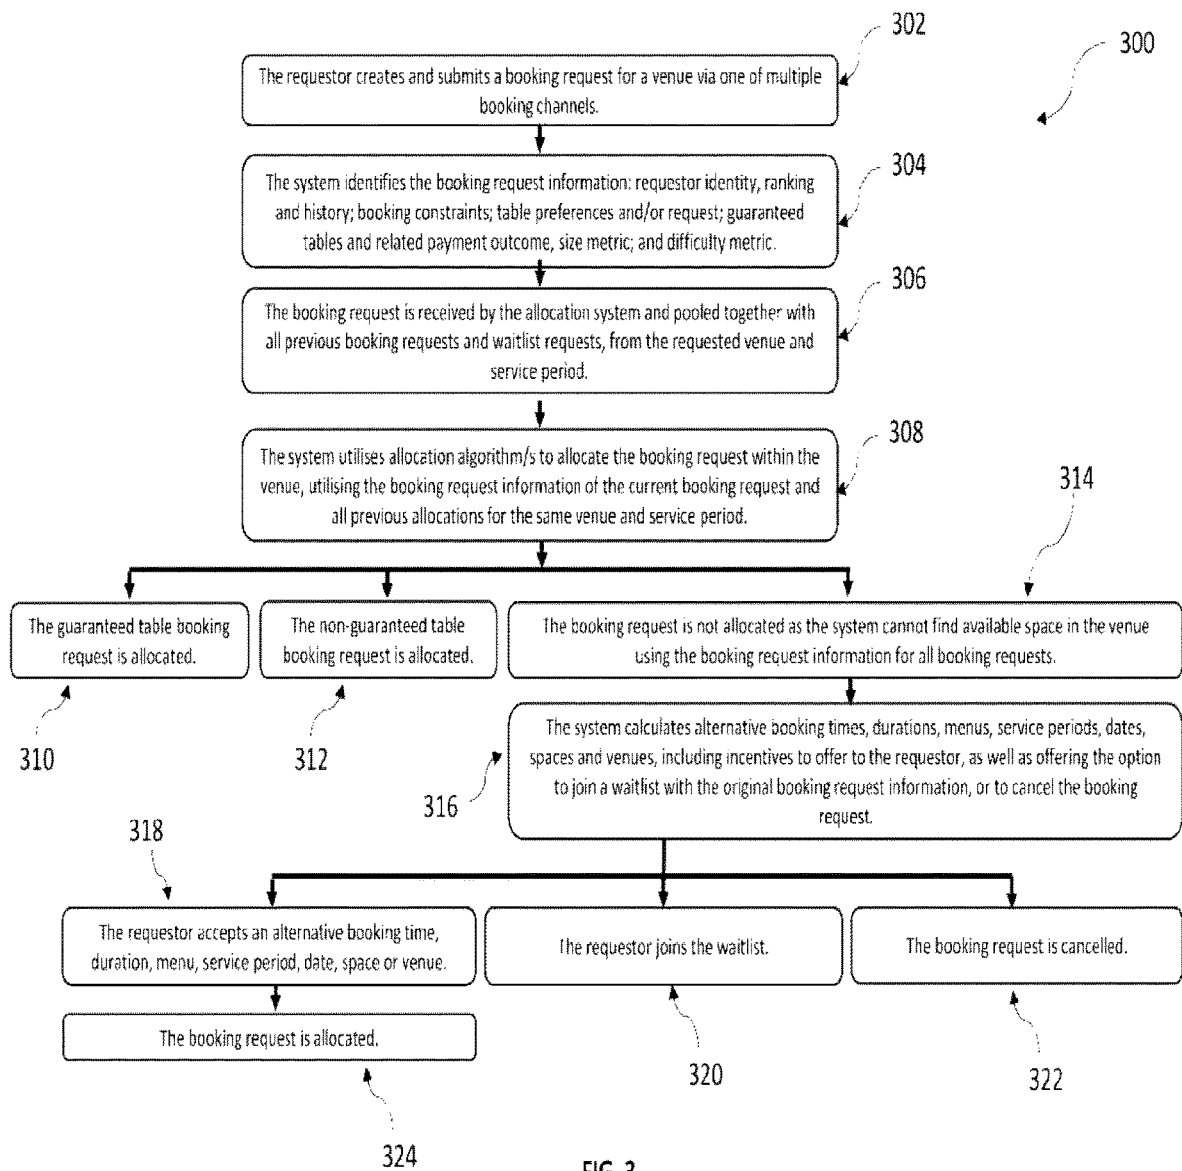 302
300
The requestor creates and submits a booking request for a venue via one of multiple
booking channels.
304
The system identifies the booking request information: requestor identity, ranking
and history; booking constraints; table preferences and/or request; guaranteed
tables and related payment outcome, size metric; and difficulty metric.
306
The booking request is received by the allocation system and pooled together with
all previous booking requests and waitlist requests, from the requested venue and
service period.
308
The system utilises allocation algorithm/s to allocate the booking request within the
venue, utilising the booking request information of the current booking request and
all previous allocations for the same venue and service period.
314
The guaranteed table booking
request is allocated.
The non-guaranteed table
booking request is allocated.
The booking request is not allocated as the system cannot find available space in the venue
using the booking request information for all booking requests.
310
312
316
The system calculates alternative booking times, durations, menus, service periods, dates,
spaces and venues, including incentives to offer to the requestor, as well as offering the option
to join a waitlist with the original booking request information, or to cancel the booking
request.
318
The requestor accepts an alternative booking time,
duration, menu, service period, date, space or venue.
The requestor joins the waitlist.
The booking request is cancelled.
The booking request is allocated.
320
322
324
FIG. 3